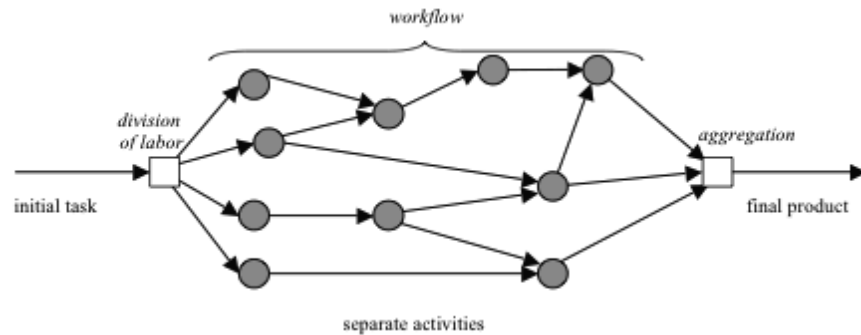 workflow
division
of labor
aggregation
initial task
final product
separate activities